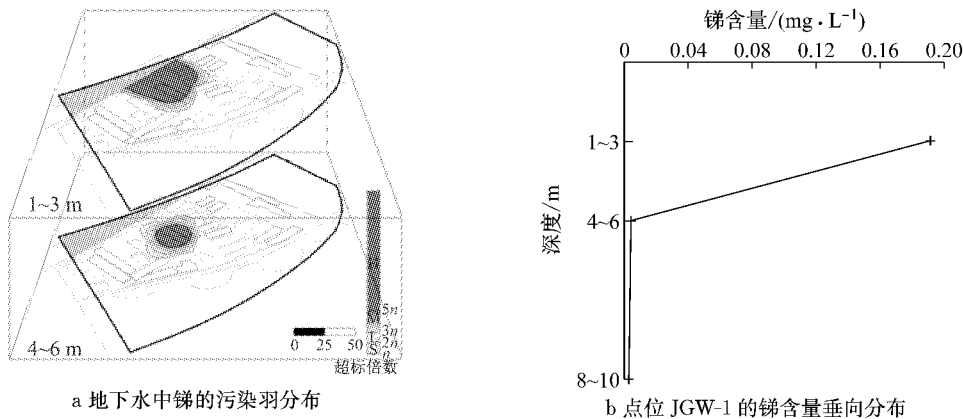 1~3 m
4~6 m
0 25 50
5n
3n
2n
n
超标倍数
a 地下水中锑的污染羽分布
锑含量/(mg·L⁻¹)
0 0.04 0.08 0.12 0.16 0.20
深度/m
1~3
4~6
8~10
b 点位 JGW-1 的锑含量垂向分布